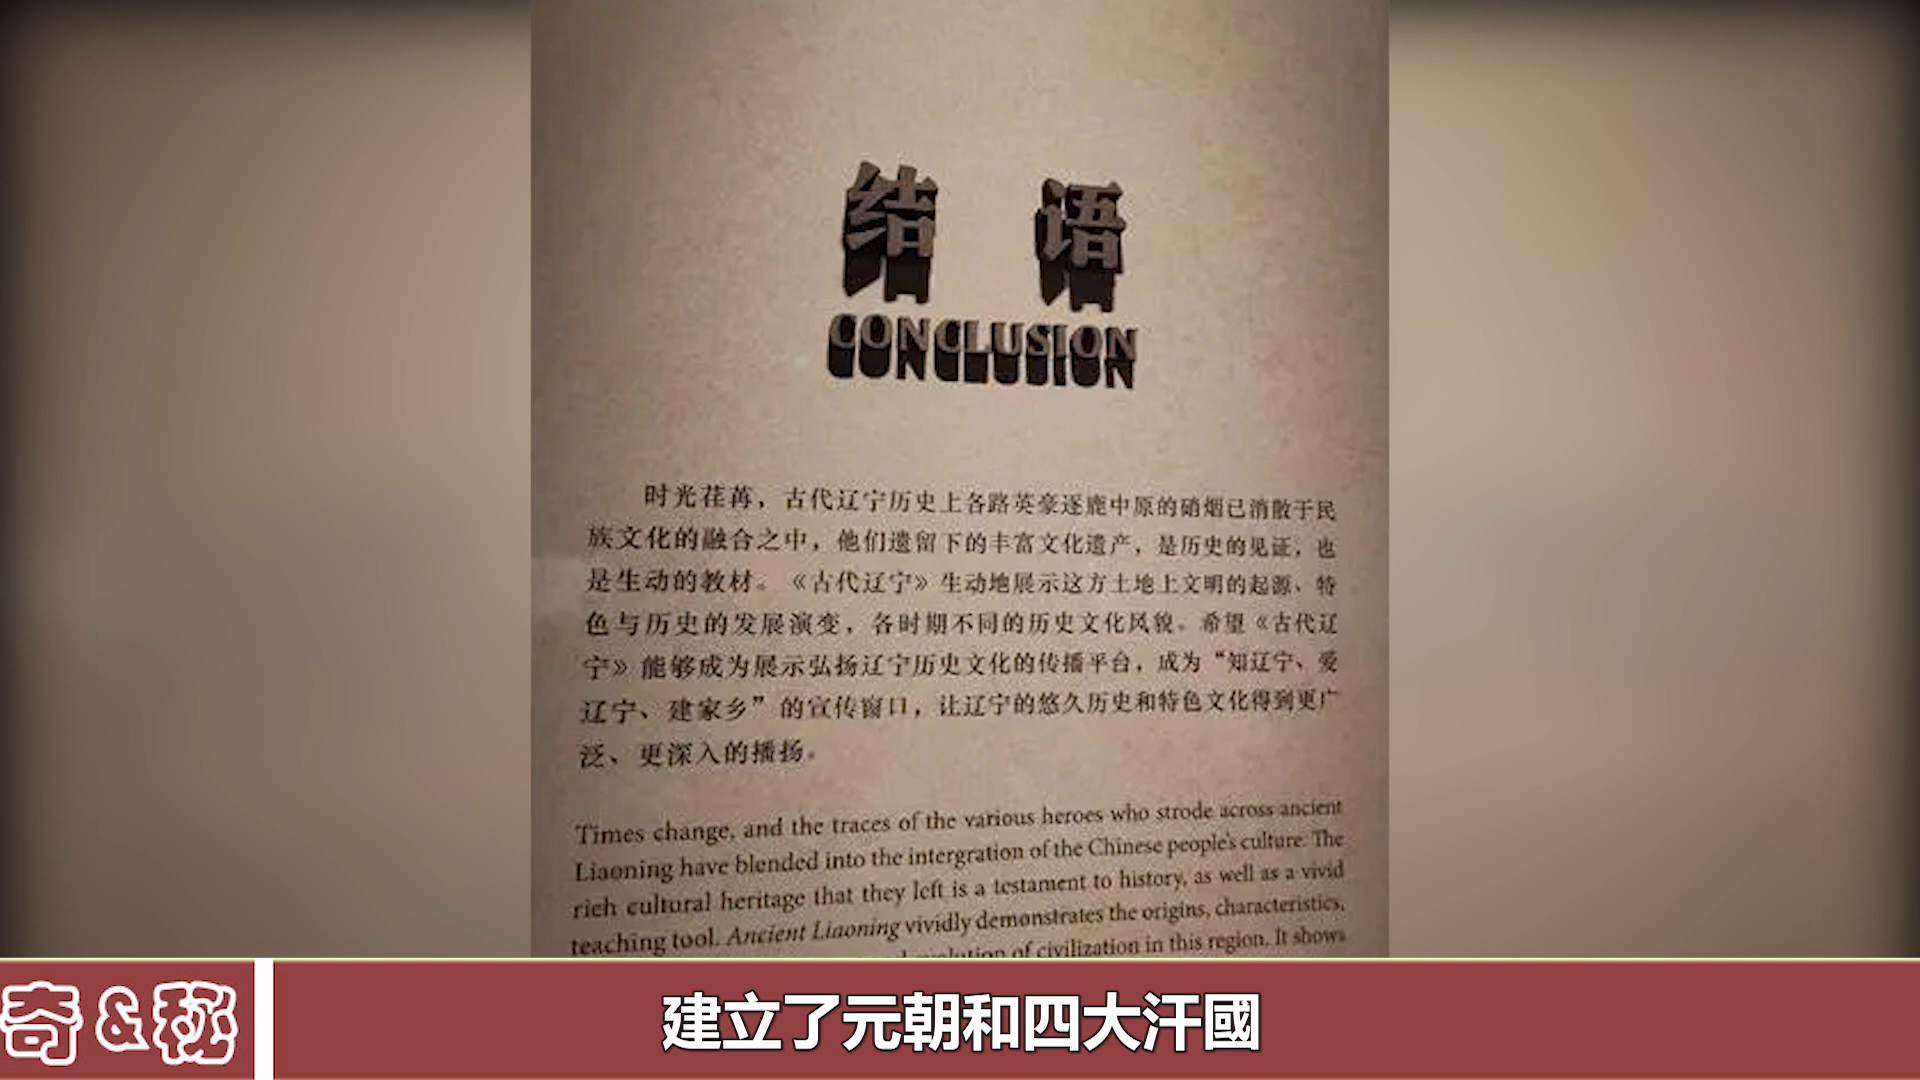 结 语
CONCLUSION
时光荏苒，古代辽宁历史上各路英豪逐鹿中原的硝烟已消散于民
族文化的融合之中，他们遗留下的丰富文化遗产，是历史的见证，也
是生动的教材。《古代辽宁》生动地展示这方土地上文明的起源、特
色与历史的发展演变，各时期不同的历史文化风貌。希望《古代辽
宁》能够成为展示弘扬辽宁历史文化的传播平台，成为“知辽宁、爱
辽宁、建家乡”的宣传窗口，让辽宁的悠久历史和特色文化得到更广
泛、更深入的播扬。
Times change, and the traces of the various heroes who strode across ancient
Liaoning have blended into the intergration of the Chinese people's culture. The
rich cultural heritage that they left is a testament to history, as well as a vivid
teaching tool. Ancient Liaoning vividly demonstrates the origins, characteristics,
evolution of civilization in this region. It shows
奇&秘
建立了元朝和四大汗國